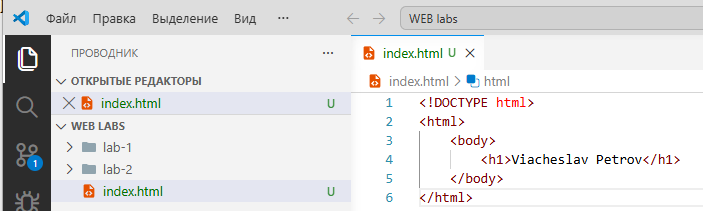 Файл Правка Выделение ··· WEB labs
ПРОВОДНИК ··· index.html U
ОТКРЫТЫЕ РЕДАКТОРЫ
index.html U
index.html > html
WEB LABS
lab-1
lab-2
index.html U
1
1 <!DOCTYPE html>
2 <html>
3 <body>
4 <h1>Viacheslav Petrov</h1>
5 </body>
6 </html>